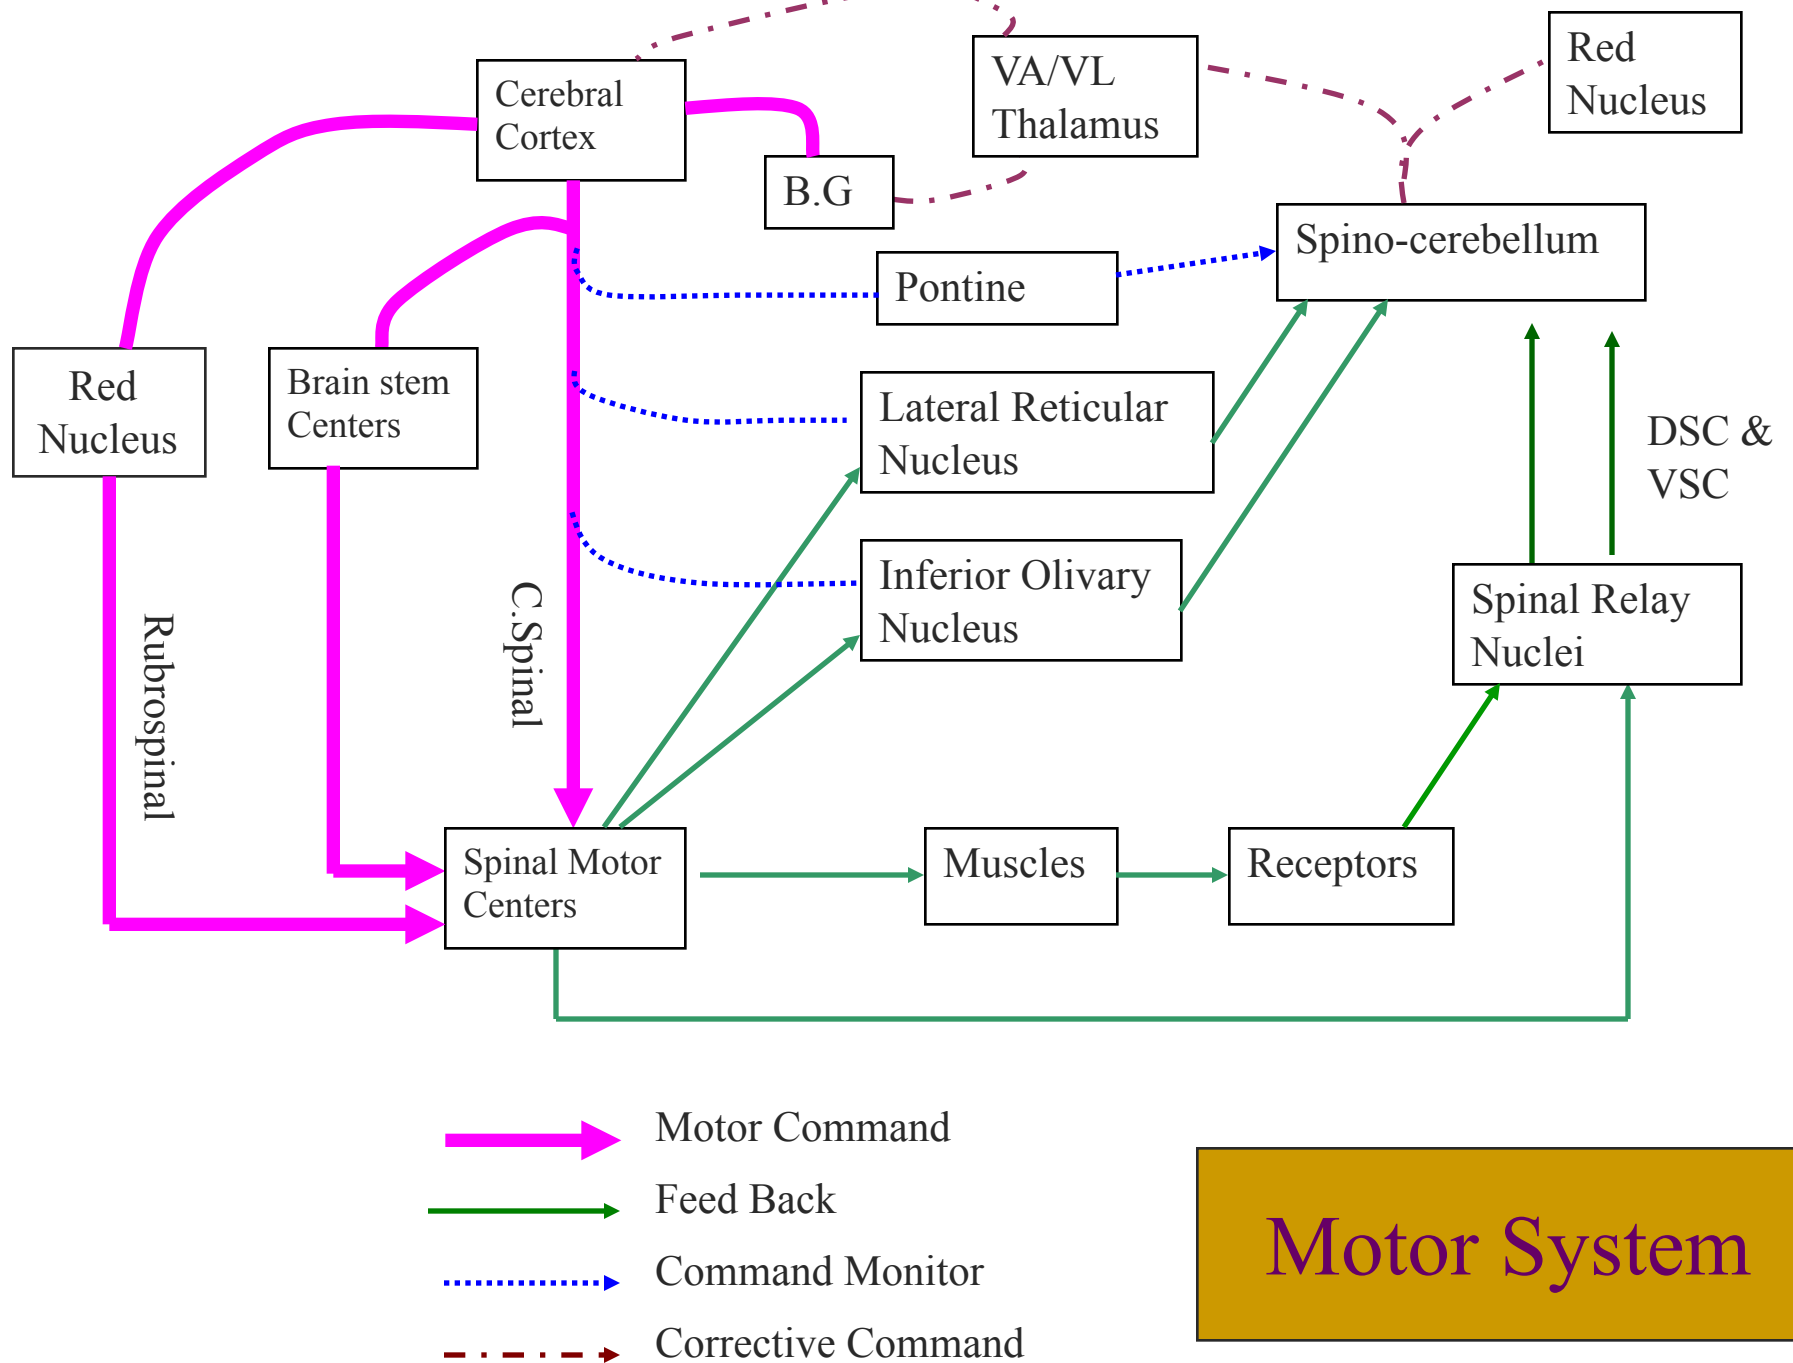 Cerebral
Cortex
VA/VL
Thalamus
Red
Nucleus
B.G
Spino-cerebellum
Pontine
Red
Nucleus
Brain stem
Centers
Lateral Reticular
Nucleus
DSC &
VSC
Inferior Olivary
Nucleus
Spinal Relay
Nuclei
Rubrospinal
C.Spinal
Spinal Motor
Centers
Muscles
Receptors
Motor Command
Feed Back
Command Monitor
Corrective Command
Motor System